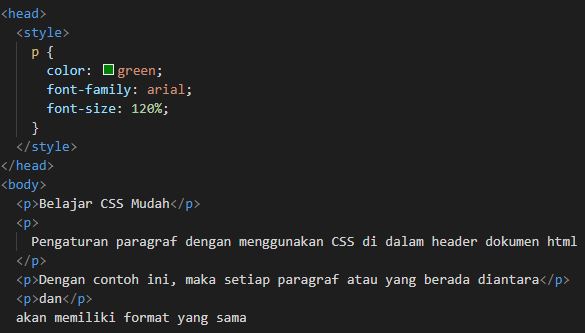 <head>
<style>
p {
color: green;
font-family: arial;
font-size: 120%;
}
</style>
</head>
<body>
<p>Belajar CSS Mudah</p>
<p>
Pengaturan paragraf dengan menggunakan CSS di dalam header dokumen html
</p>
<p>Dengan contoh ini, maka setiap paragraf atau yang berada diantara</p>
<p>dan</p>
akan memiliki format yang sama